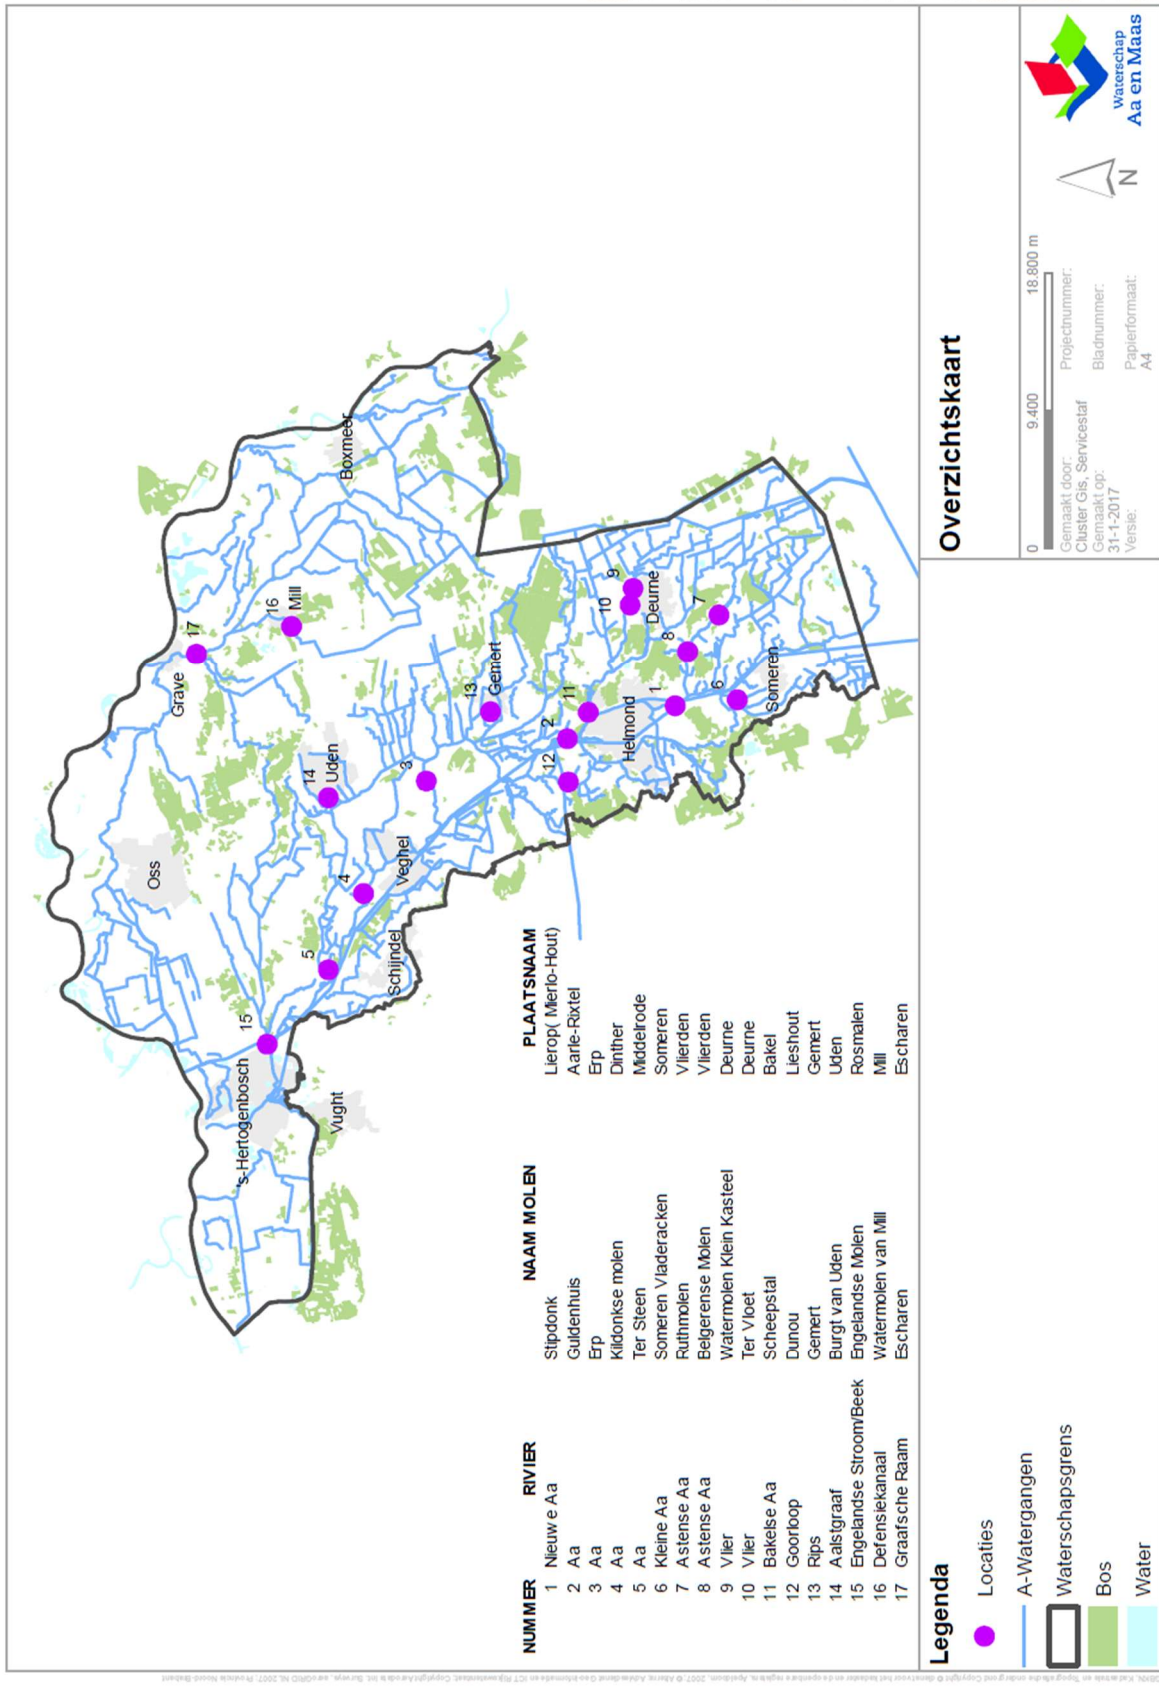 's-Hertogenbosch
Vught
15
Oss
5
Schijndel
4
Veghel
14
Uden
3
Grave
17
16
Mill
Boxmeer
13
Gemert
12
2
11
Helmond
1
10
9
Deurne
8
7
6
Someren
NUMMER RIVIER NAAM MOLEN PLAATSNAAM
1 Nieuwe Aa Stipdonk Lierop( Mierlo-Hout)
2 Aa Guldenhuis Aarle-Rixtel
3 Aa Erp Erp
4 Aa Kildonkse molen Dinther
5 Aa Ter Steen Middelrode
6 Kleine Aa Someren Vladeracken Someren
7 Astense Aa Ruthmolen Vlierden
8 Astense Aa Belgerense Molen Vlierden
9 Vlier Watermolen Klein Kasteel Deurne
10 Vlier Ter Vloet Deurne
11 Bakelse Aa Scheepstal Bakel
12 Goorloop Dunou Lieshout
13 Rips Gemert Gemert
14 Aalstgraaf Burgt van Uden Uden
15 Engelandse Stroom/Beek Engelandse Molen Rosmalen
16 Defensiekanaal Watermolen van Mill Mill
17 Graafsche Raam Escharen Escharen
Legenda
Locaties
A-Watergangen
Waterschapsgrens
Bos
Water
Overzichtskaart
0 9.400 18.800 m
Gemaakt door: Projectnummer:
Cluster Gis, Servicestaf
Gemaakt op: Bladnummer:
31-1-2017
Versie: Papierformaat:
A4
N
Waterschap
Aa en Maas